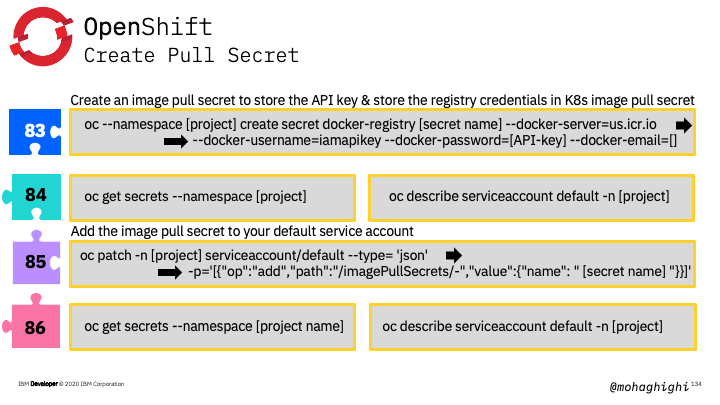 OpenShift
Create Pull Secret
Create an image pull secret to store the API key & store the registry credentials in K8s image pull secret
83
oc --namespace [project] create secret docker-registry [secret name] --docker-server=us.icr.io
--docker-username=iamapikey --docker-password=[API-key] --docker-email=[]
84
oc get secrets --namespace [project]
oc describe serviceaccount default -n [project]
Add the image pull secret to your default service account
85
oc patch -n [project] serviceaccount/default --type= 'json'
-p='[{"op":"add","path":"/imagePullSecrets/-","value":{"name": " [secret name] "}}]'
86
oc get secrets --namespace [project name]
oc describe serviceaccount default -n [project]
IBM Developer © 2020 IBM Corporation
@mohaghighi
134